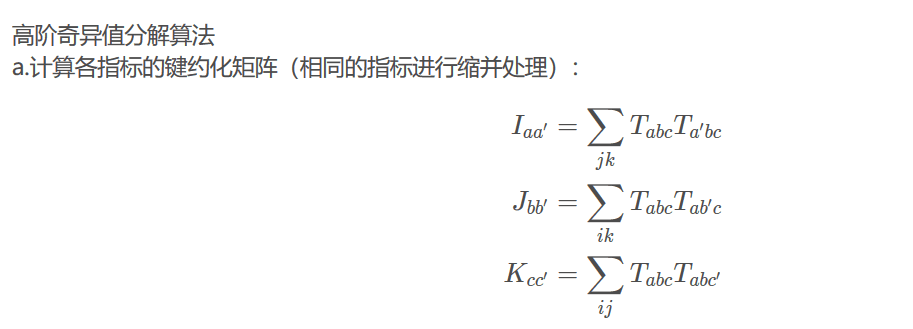 高阶奇异值分解算法
a.计算各指标的键约化矩阵（相同的指标进行缩并处理）:
I_{aa'} = \sum_{jk} T_{abc}T_{a'bc}
J_{bb'} = \sum_{ik} T_{abc}T_{ab'c}
K_{cc'} = \sum_{ij} T_{abc}T_{abc'}